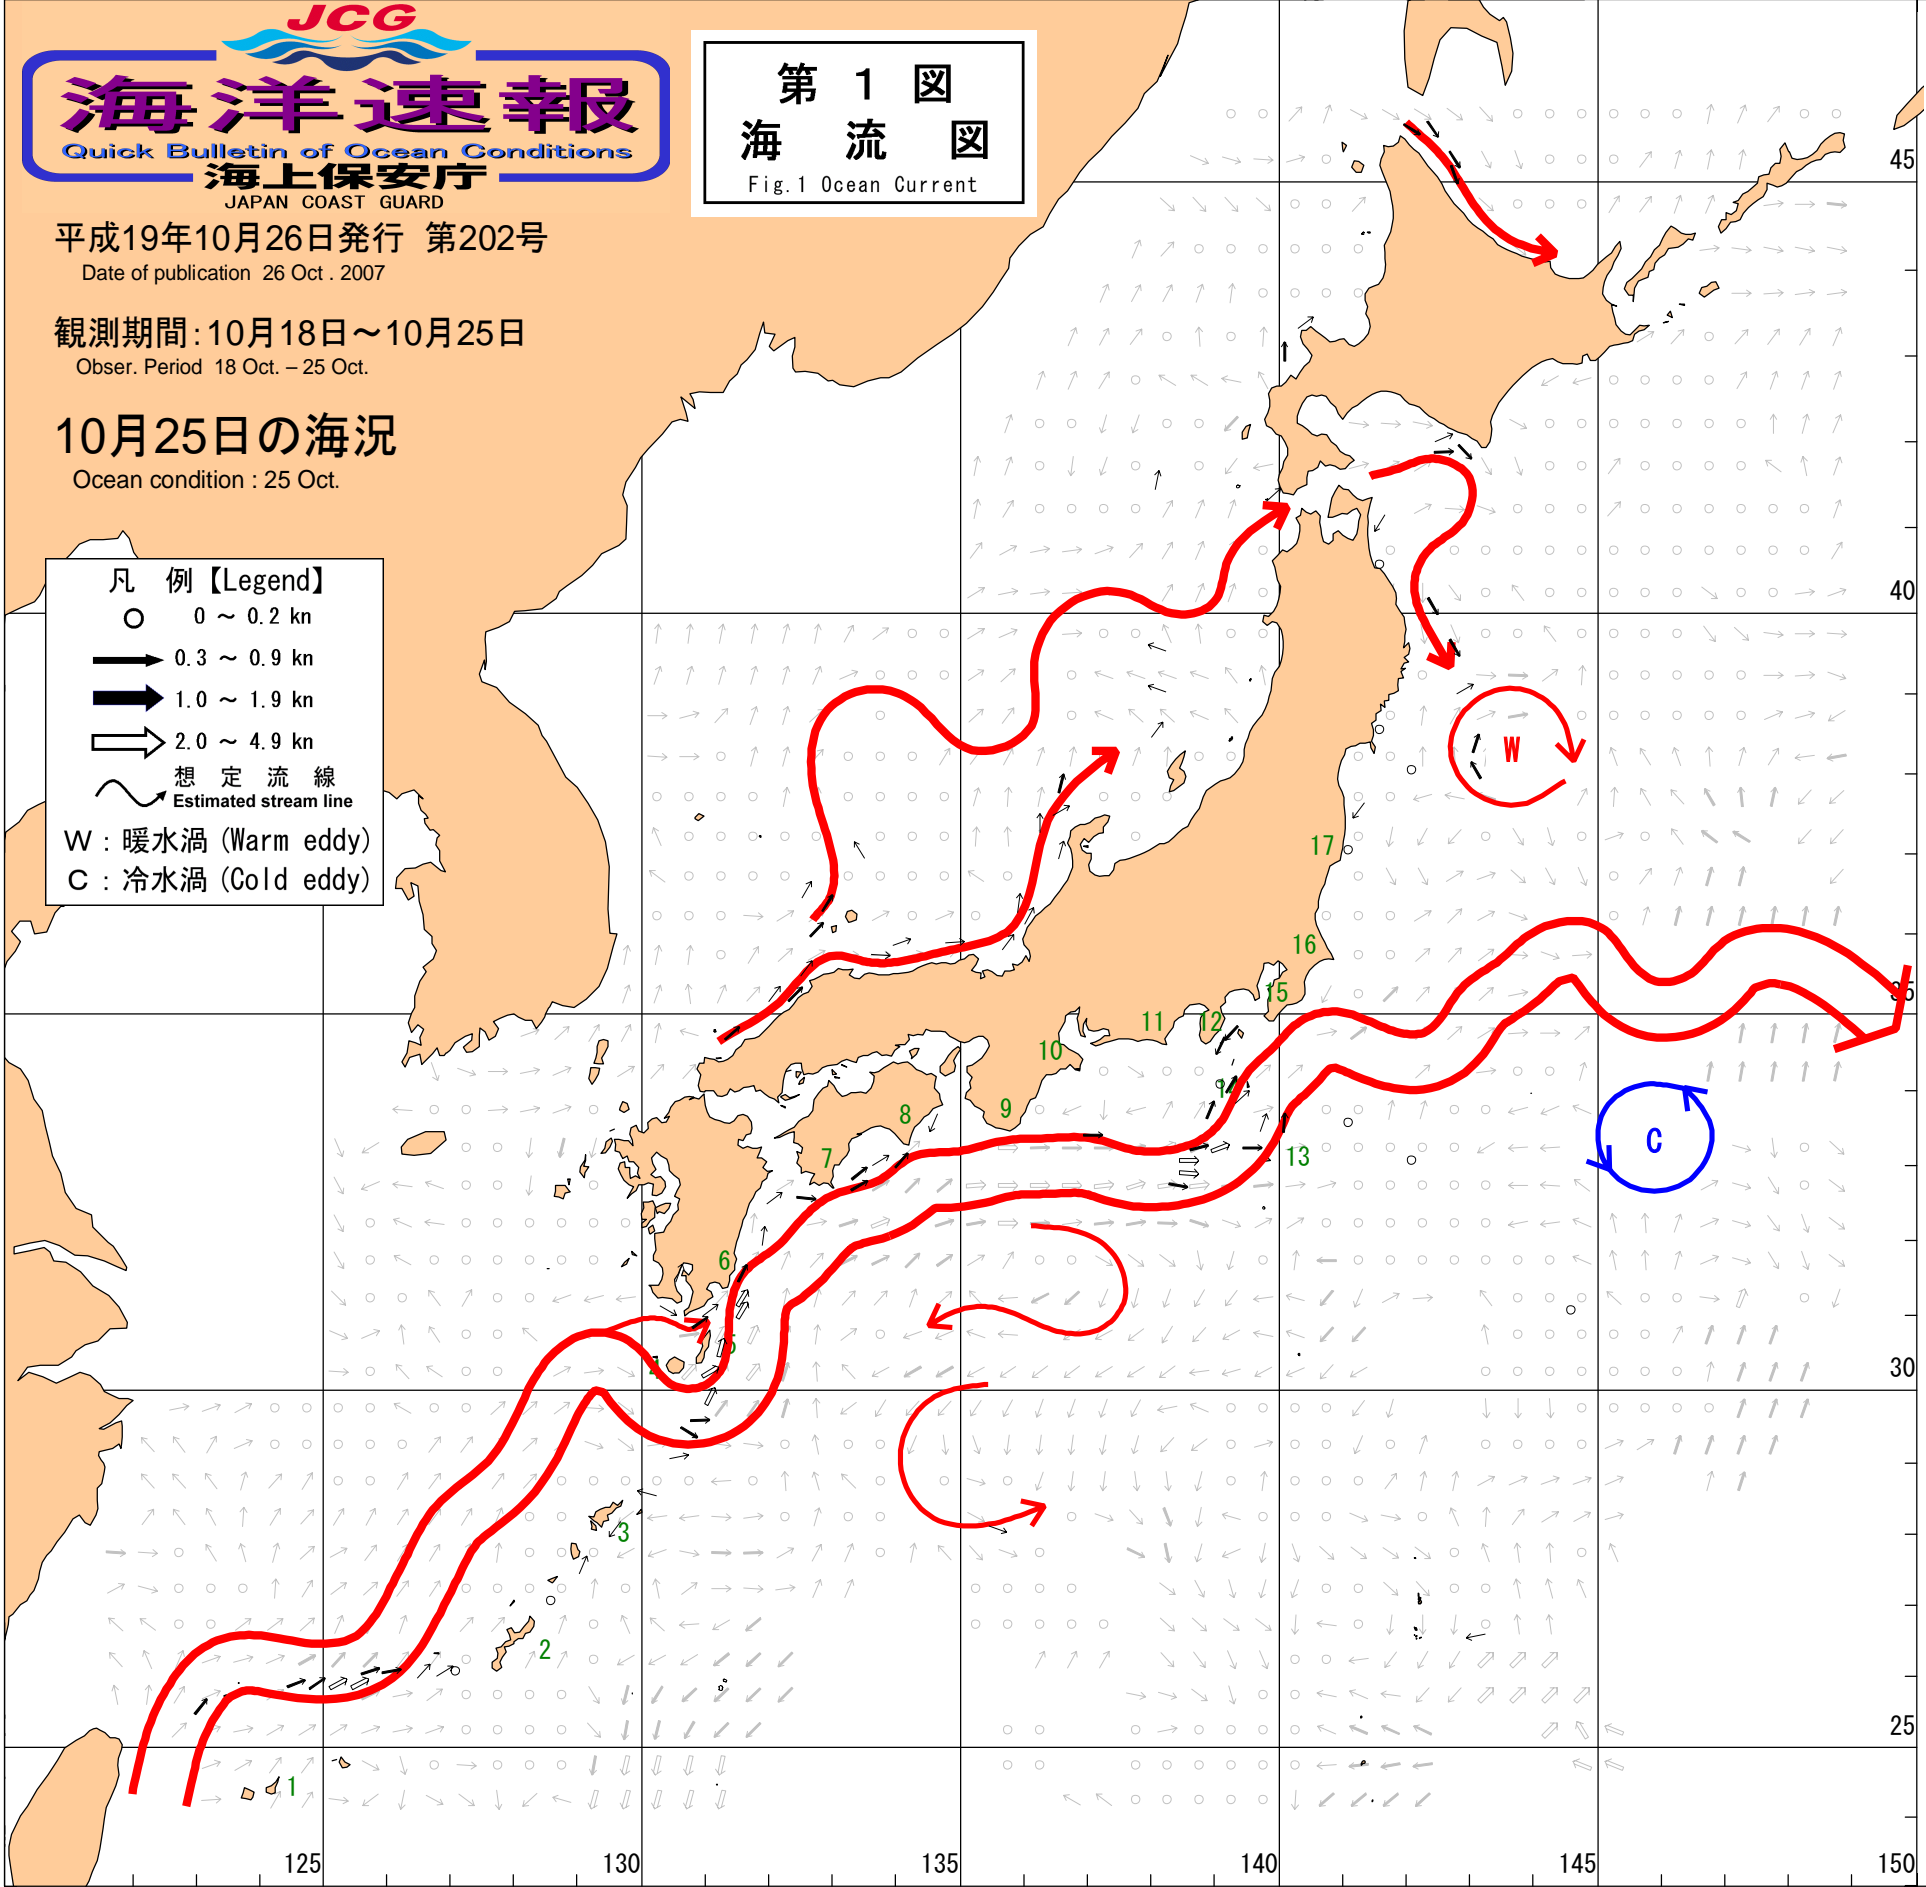 JCG
海洋速報
Quick Bulletin of Ocean Conditions
海上保安庁
JAPAN COAST GUARD
平成19年10月26日発行 第202号
Date of publication 26 Oct . 2007
観測期間:10月18日～10月25日
Obser. Period 18 Oct. – 25 Oct.
10月25日の海況
Ocean condition : 25 Oct.
第 1 図
海 流 図
Fig.1 Ocean Current
凡 例【Legend】
0 ～ 0.2 kn
0.3 ～ 0.9 kn
1.0 ～ 1.9 kn
2.0 ～ 4.9 kn
想 定 流 線
Estimated stream line
W : 暖水渦 (Warm eddy)
C : 冷水渦 (Cold eddy)
45
40
W
17
16
35
15
12
11
10
9
8
7
13
C
6
5
4
30
3
2
25
1
125
130
135
140
145
150